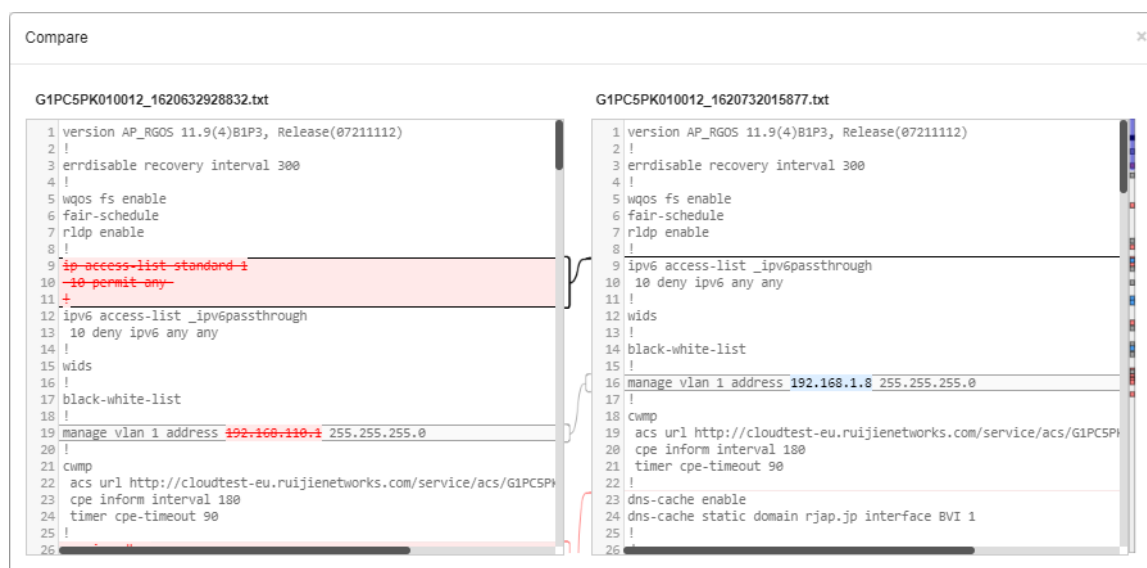 Compare
×
G1PC5PK010012_1620632928832.txt
1 version AP_RGOS 11.9(4)B1P3, Release(07211112)
2 !
3 errdisable recovery interval 300
4 !
5 wqos fs enable
6 fair-schedule
7 rldp enable
8 !
9 ip access-list standard 1
10  10 permit any
11 !
12 ipv6 access-list _ipv6passthrough
13  10 deny ipv6 any any
14 !
15 wids
16 !
17 black-white-list
18 !
19 manage vlan 1 address 192.168.110.1 255.255.255.0
20 !
21 cwmp
22  acs url http://cloudtest-eu.ruijienetworks.com/service/acs/G1PC5PK
23  cpe inform interval 180
24  timer cpe-timeout 90
25 !
26
G1PC5PK010012_1620732015877.txt
1 version AP_RGOS 11.9(4)B1P3, Release(07211112)
2 !
3 errdisable recovery interval 300
4 !
5 wqos fs enable
6 fair-schedule
7 rldp enable
8 !
9 ipv6 access-list _ipv6passthrough
10  10 deny ipv6 any any
11 !
12 wids
13 !
14 black-white-list
15 !
16 manage vlan 1 address 192.168.1.8 255.255.255.0
17 !
18 cwmp
19  acs url http://cloudtest-eu.ruijienetworks.com/service/acs/G1PC5PK
20  cpe inform interval 180
21  timer cpe-timeout 90
22 !
23 dns-cache enable
24 dns-cache static domain rjap.jp interface BVI 1
25 !
26